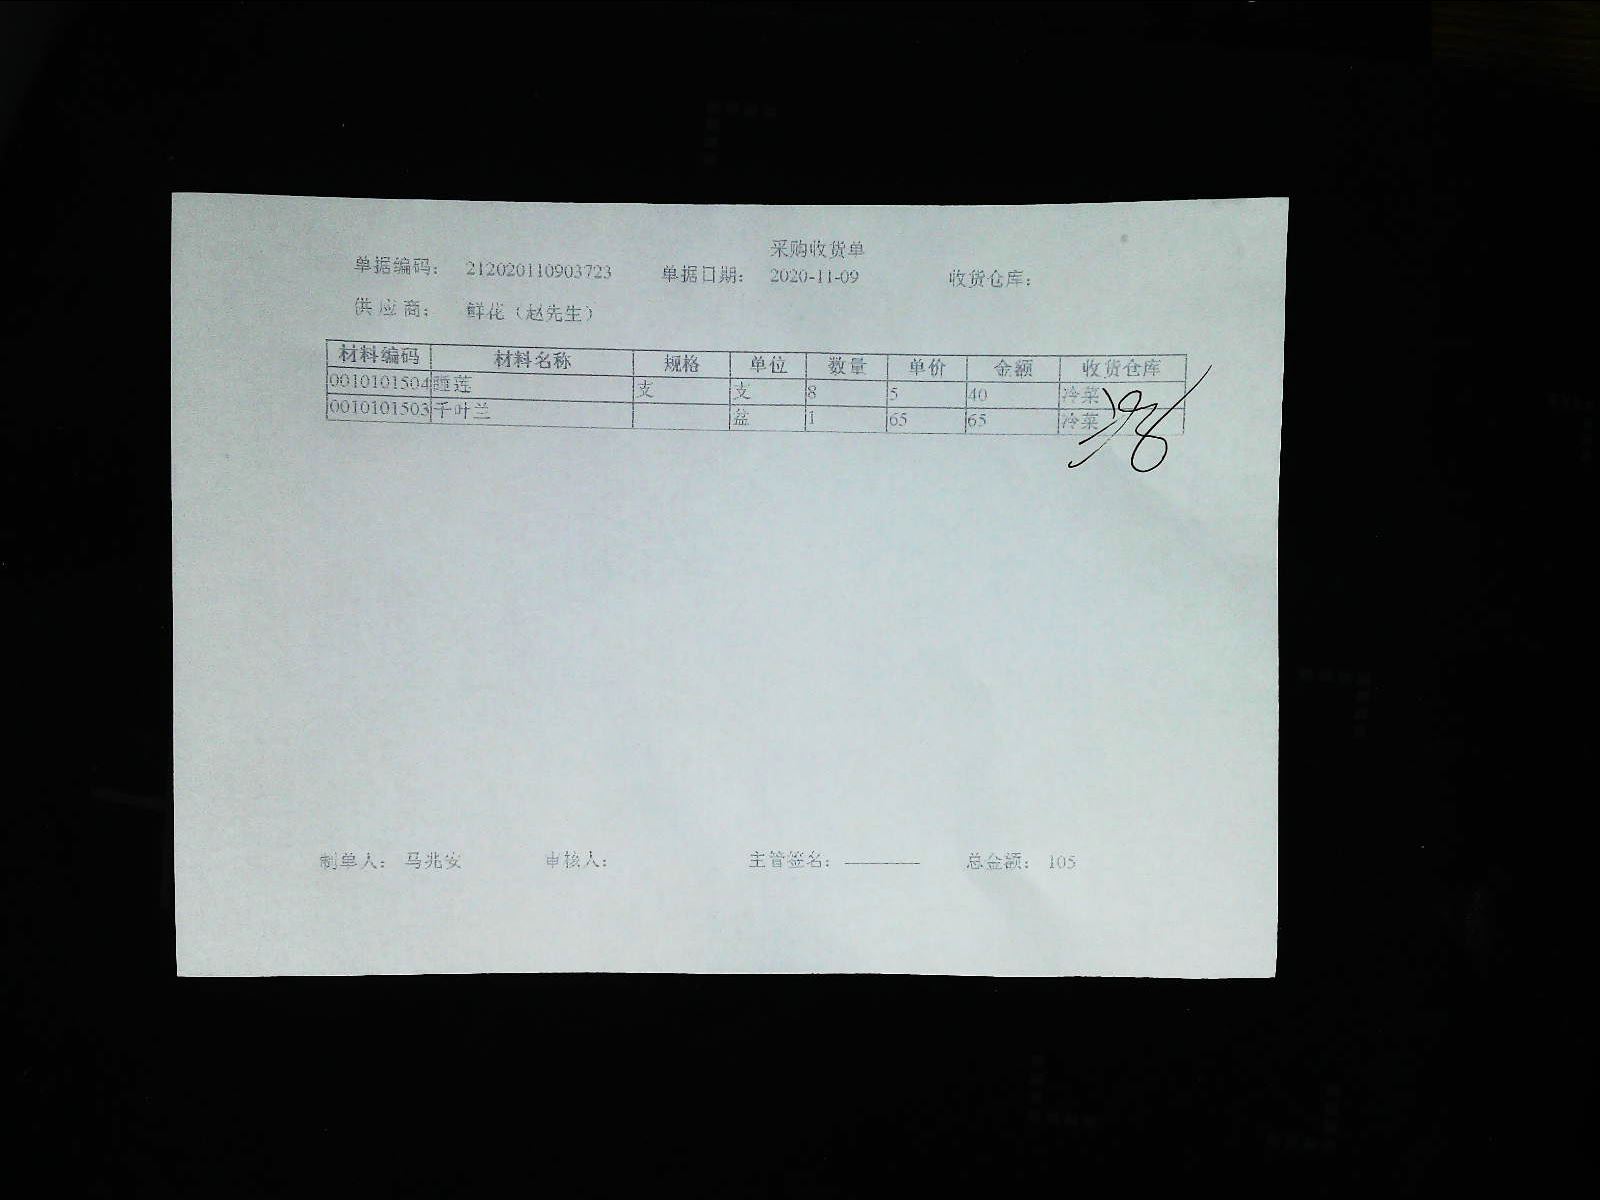 采购收货单
单据编码： 212020110903723 单据日期： 2020-11-09 收货仓库：
供应商： 鲜花（赵先生）
材料编码 材料名称 规格 单位 数量 单价 金额 收货仓库
0010101504 睡莲 支 支 8 5 40 冷菜
0010101503 千叶兰 盆 1 65 65 冷菜
制单人： 马兆安 审核人： 主管签名： 总金额： 105